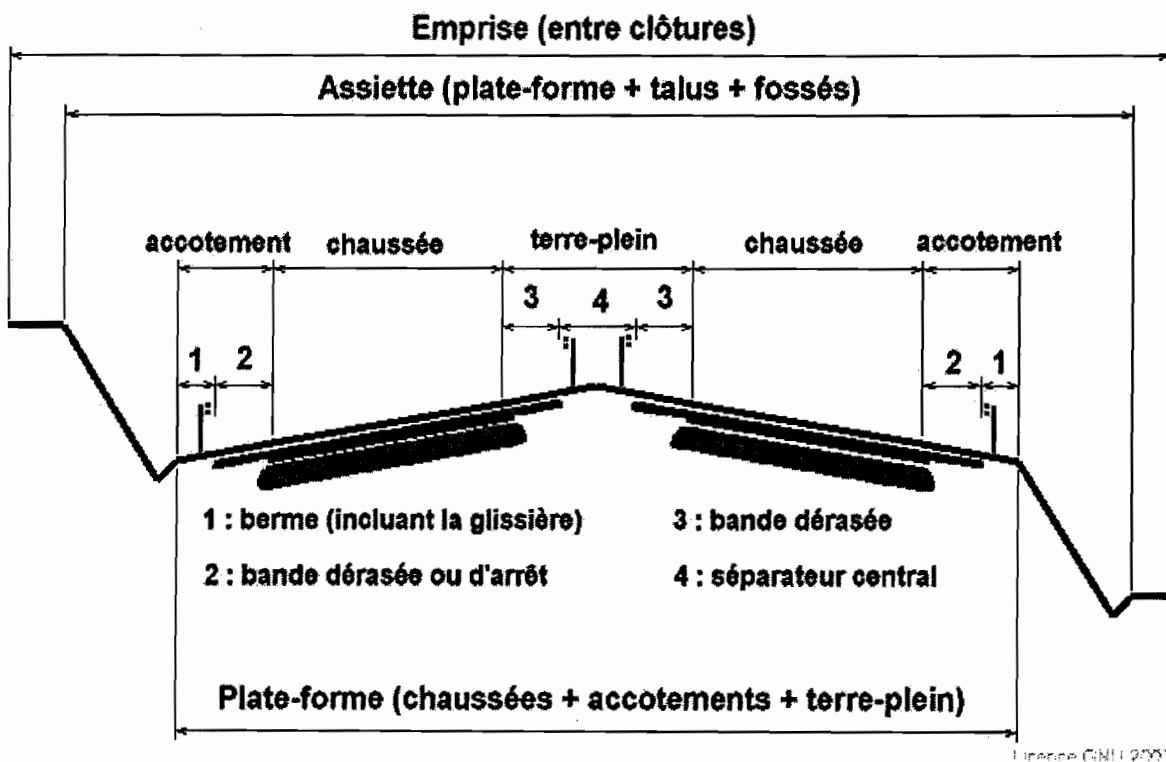 Emprise (entre clôtures)
Assiette (plate-forme + talus + fossés)
accotement chaussée terre-plein chaussée accotement
3 4 3
1 2 2 1
1 : berme (incluant la glissière) 3 : bande dérasée
2 : bande dérasée ou d'arrêt 4 : séparateur central
Plate-forme (chaussées + accotements + terre-plein)
Licence GNU